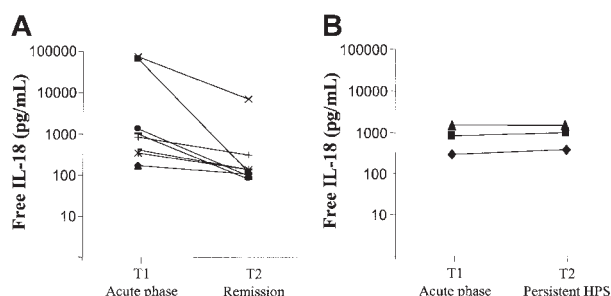 A
Free IL-18 (pg/mL)
100000
10000
1000
100
10
T1
Acute phase
T2
Remission
B
Free IL-18 (pg/mL)
100000
10000
1000
100
10
T1
Acute phase
T2
Persistent HPS